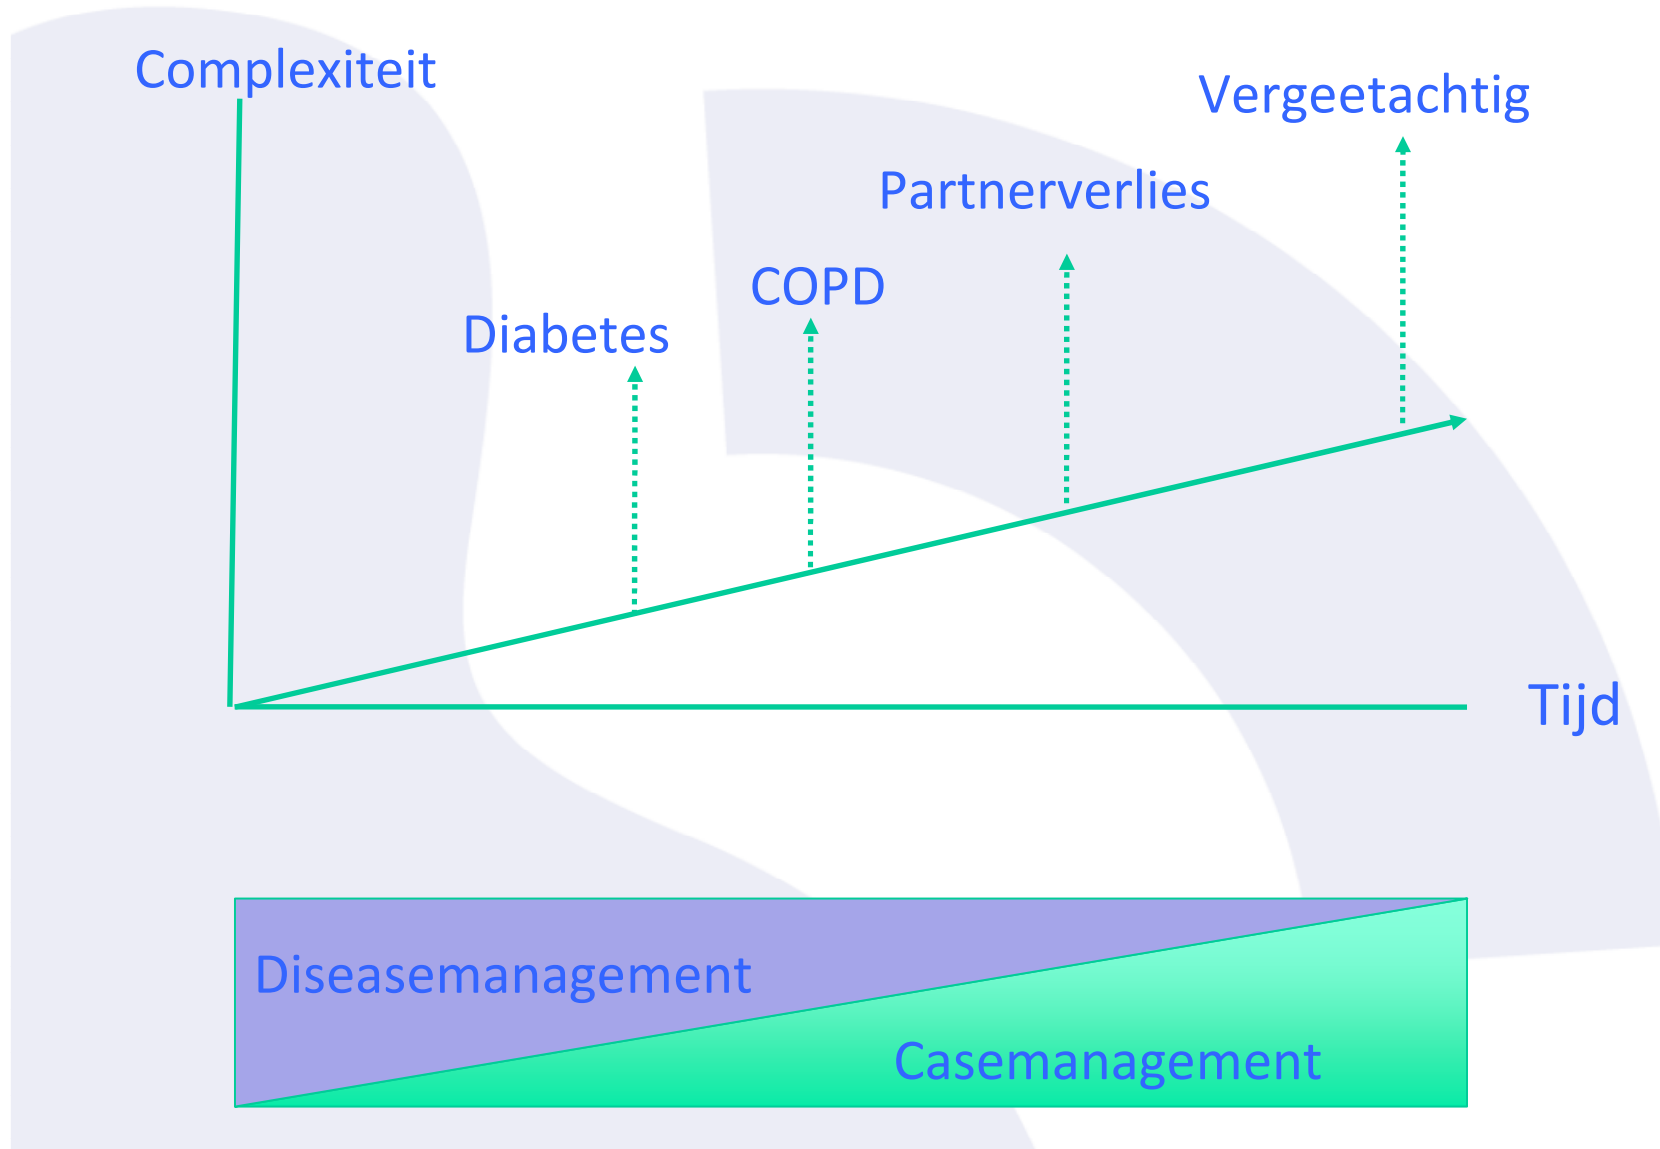 Complexiteit
Vergeetachtig
Partnerverlies
COPD
Diabetes
Tijd
Diseasemanagement
Casemanagement